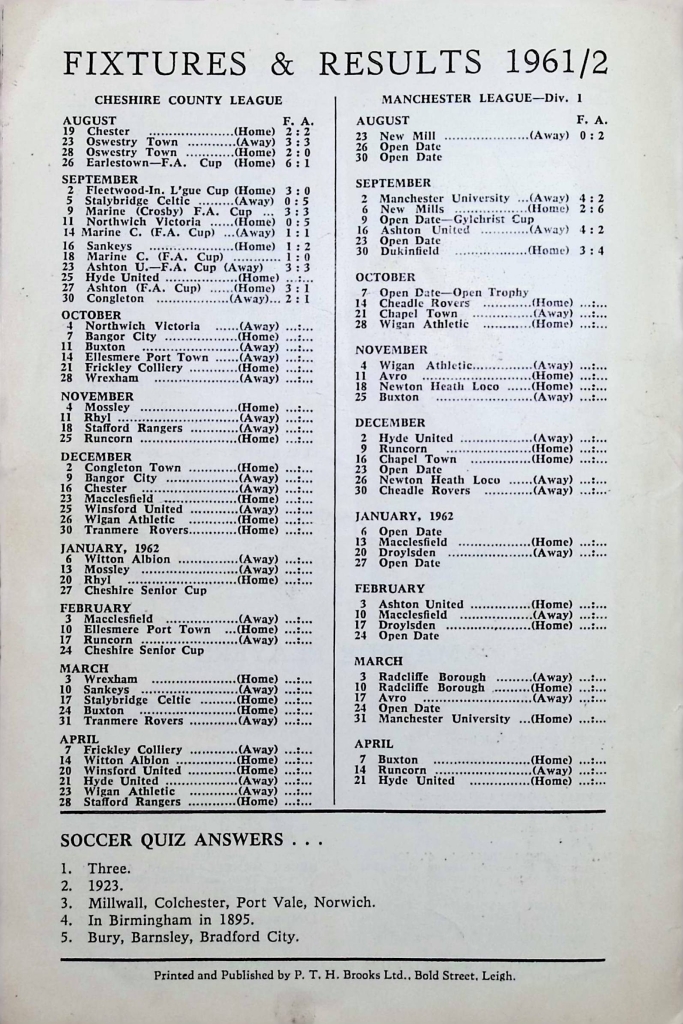 FIXTURES & RESULTS 1961/2
CHESHIRE COUNTY LEAGUE
AUGUST F. A.
19 Chester .....................(Home) 2 : 2
23 Oswestry Town ............(Away) 3 : 3
28 Oswestry Town ............(Home) 2 : 0
26 Earlestown—F.A. Cup (Home) 6 : 1
SEPTEMBER
2 Fleetwood-In. L'gue Cup (Home) 3 : 0
5 Stalybridge Celtic .........(Away) 0 : 5
9 Marine (Crosby) F.A. Cup ... 3 : 3
11 Northwich Victoria ......(Home) 0 : 5
14 Marine C. (F.A. Cup) ...(Away) 1 : 1
16 Sankeys .....................(Home) 1 : 2
18 Marine C. (F.A. Cup) ............ 1 : 0
23 Ashton U.—F.A. Cup (Away) 3 : 3
25 Hyde United ..................(Home) ...:...
27 Ashton (F.A. Cup) ......(Home) 3 : 1
30 Congleton ..................(Away)... 2 : 1
OCTOBER
4 Northwich Victoria ......(Away) ...:...
7 Bangor City ..................(Home) ...:...
11 Buxton ........................(Away) ...:...
14 Ellesmere Port Town ......(Away) ...:...
21 Frickley Colliery ............(Home) ...:...
28 Wrexham .....................(Away) ...:...
NOVEMBER
4 Mossley ........................(Home) ...:...
11 Rhyl ..............................(Away) ...:...
18 Stafford Rangers ............(Away) ...:...
25 Runcorn ........................(Home) ...:...
DECEMBER
2 Congleton Town ............(Home) ...:...
9 Bangor City ..................(Away) ...:...
16 Chester ........................(Away) ...:...
23 Macclesfield ..................(Home) ...:...
25 Winsford United ............(Away) ...:...
26 Wigan Athletic ............(Home) ...:...
30 Tranmere Rovers............(Home) ...:...
JANUARY, 1962
6 Witton Albion ...............(Away) ...:...
13 Mossley ........................(Away) ...:...
20 Rhyl ...........................(Home) ...:...
27 Cheshire Senior Cup
FEBRUARY
3 Macclesfield ..................(Away) ...:...
10 Ellesmere Port Town ...(Home) ...:...
17 Runcorn ........................(Away) ...:...
24 Cheshire Senior Cup
MARCH
3 Wrexham .....................(Home) ...:...
10 Sankeys ........................(Away) ...:...
17 Stalybridge Celtic .........(Home) ...:...
24 Buxton ........................(Home) ...:...
31 Tranmere Rovers ............(Away) ...:...
APRIL
7 Frickley Colliery ............(Away) ...:...
14 Witton Albion ...............(Home) ...:...
20 Winsford United ............(Home) ...:...
21 Hyde United ..................(Away) ...:...
23 Wigan Athletic ............(Away) ...:...
28 Stafford Rangers ............(Home) ...:...
MANCHESTER LEAGUE—Div. 1
AUGUST F. A.
23 New Mill .....................(Away) 0 : 2
26 Open Date
30 Open Date
SEPTEMBER
2 Manchester University ...(Away) 4 : 2
6 New Mills .....................(Home) 2 : 6
9 Open Date—Gylchrist Cup
16 Ashton United ...............(Away) 4 : 2
23 Open Date
30 Dukinfield ..................(Home) 3 : 4
OCTOBER
7 Open Date—Open Trophy
14 Cheadle Rovers ............(Home) ...:...
21 Chapel Town ...............(Away) ...:...
28 Wigan Athletic ............(Home) ...:...
NOVEMBER
4 Wigan Athletic...............(Away) ...:...
11 Avro ...........................(Home) ...:...
18 Newton Heath Loco ......(Home) ...:...
25 Buxton ........................(Away) ...:...
DECEMBER
2 Hyde United ..................(Away) ...:...
9 Runcorn .....................(Home) ...:...
16 Chapel Town ...............(Home) ...:...
23 Open Date
26 Newton Heath Loco ......(Away) ...:...
30 Cheadle Rovers ............(Away) ...:...
JANUARY, 1962
6 Open Date
13 Macclesfield ..................(Home) ...:...
20 Droylsden .....................(Away) ...:...
27 Open Date
FEBRUARY
3 Ashton United ...............(Home) ...:...
10 Macclesfield ..................(Away) ...:...
17 Droylsden .....................(Home) ...:...
24 Open Date
MARCH
3 Radcliffe Borough .........(Away) ...:...
10 Radcliffe Borough .........(Home) ...:...
17 Avro ...........................(Away) ...:...
24 Open Date
31 Manchester University ...(Home) ...:...
APRIL
7 Buxton ........................(Home) ...:...
14 Runcorn ........................(Away) ...:...
21 Hyde United ...............(Home) ...:...
SOCCER QUIZ ANSWERS . . .
1. Three.
2. 1923.
3. Millwall, Colchester, Port Vale, Norwich.
4. In Birmingham in 1895.
5. Bury, Barnsley, Bradford City.
Printed and Published by P. T. H. Brooks Ltd., Bold Street, Leigh.